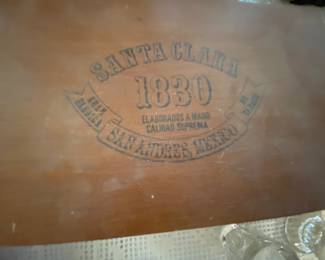 SANTA CLARA
1830
ELABORADOS A MANO
CALIDAD SUPREMA
SAN ANDRES, MEXICO